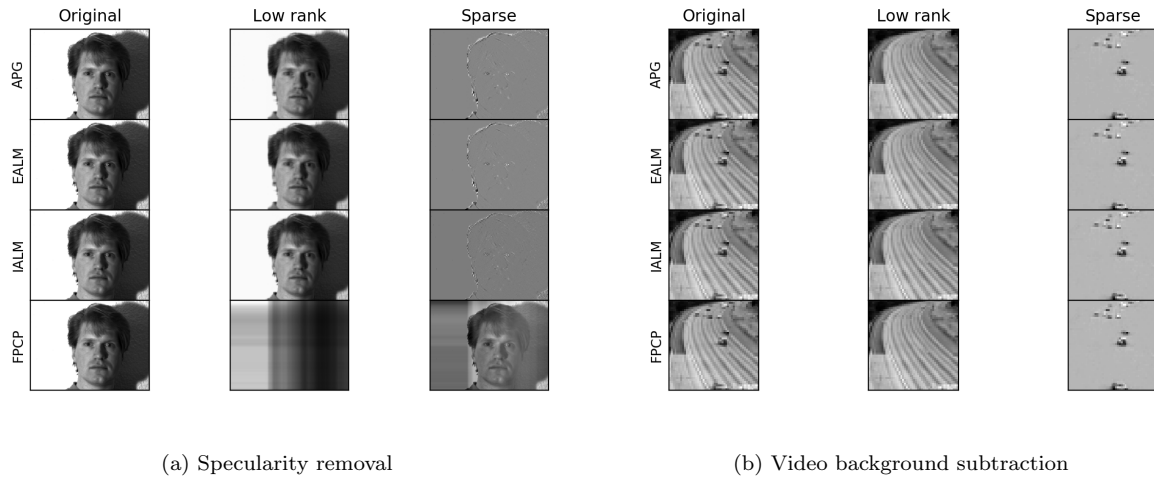 Original Low rank Sparse
APG
EALM
IALM
FPCP
(a) Specularity removal
Original Low rank Sparse
APG
EALM
IALM
FPCP
(b) Video background subtraction